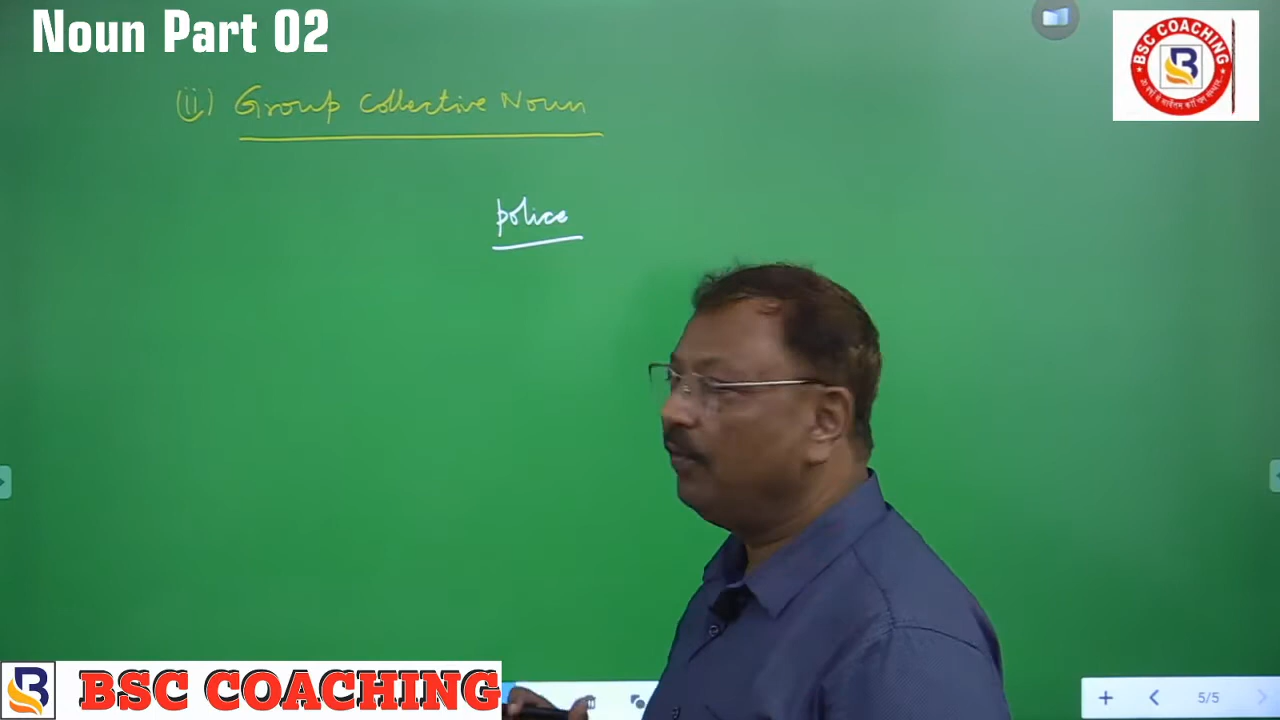 Noun Part 02
BSC COACHING
(ii) Group Collective Noun
police
BSC COACHING
5/5